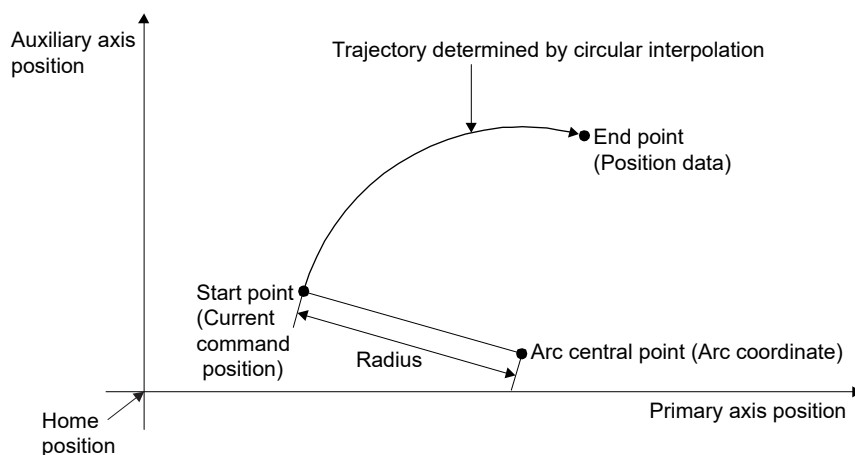 Auxiliary axis
position
Trajectory determined by circular interpolation
End point
(Position data)
Start point
(Current
command
position)
Radius
Arc central point (Arc coordinate)
Primary axis position
Home
position